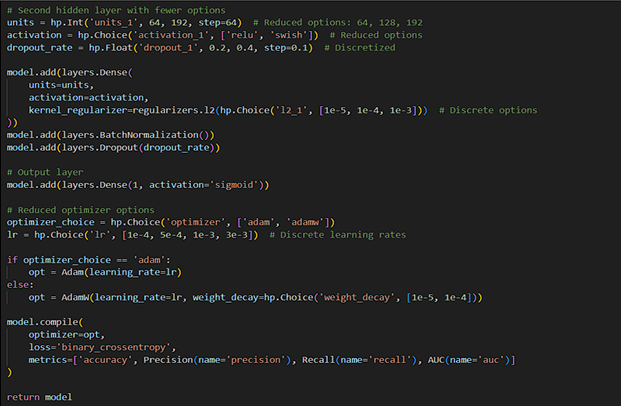 # Second hidden layer with fewer options
units = hp.Int('units_1', 64, 192, step=64)  # Reduced options: 64, 128, 192
activation = hp.Choice('activation_1', ['relu', 'swish'])  # Reduced options
dropout_rate = hp.Float('dropout_1', 0.2, 0.4, step=0.1)  # Discretized
model.add(layers.Dense(
    units=units,
    activation=activation,
    kernel_regularizer=regularizers.l2(hp.Choice('l2_1', [1e-5, 1e-4, 1e-3]))  # Discrete options
))
model.add(layers.BatchNormalization())
model.add(layers.Dropout(dropout_rate))
# Output layer
model.add(layers.Dense(1, activation='sigmoid'))
# Reduced optimizer options
optimizer_choice = hp.Choice('optimizer', ['adam', 'adamw'])
lr = hp.Choice('lr', [1e-4, 5e-4, 1e-3, 3e-3])  # Discrete learning rates
if optimizer_choice == 'adam':
    opt = Adam(learning_rate=lr)
else:
    opt = AdamW(learning_rate=lr, weight_decay=hp.Choice('weight_decay', [1e-5, 1e-4]))
model.compile(
    optimizer=opt,
    loss='binary_crossentropy',
    metrics=['accuracy', Precision(name='precision'), Recall(name='recall'), AUC(name='auc')]
)
return model